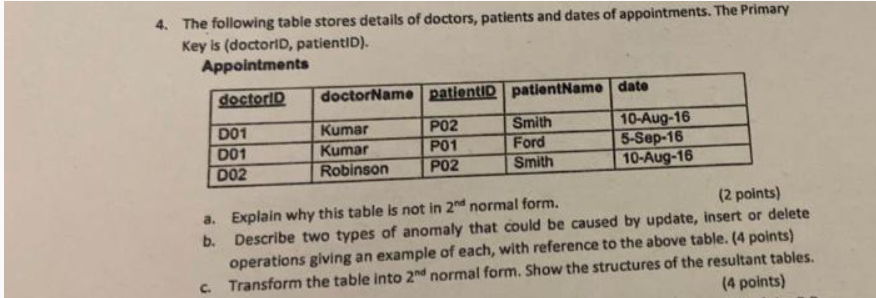 4. The following table stores details of doctors, patients and dates of appointments. The Primary
Key is (doctorID, patientID).
Appointments
doctorID doctorName patientID patientName date
D01 Kumar P02 Smith 10-Aug-16
D01 Kumar P01 Ford 5-Sep-16
D02 Robinson P02 Smith 10-Aug-16
a. Explain why this table is not in 2nd normal form. (2 points)
b. Describe two types of anomaly that could be caused by update, insert or delete
operations giving an example of each, with reference to the above table. (4 points)
c. Transform the table into 2nd normal form. Show the structures of the resultant tables.
(4 points)